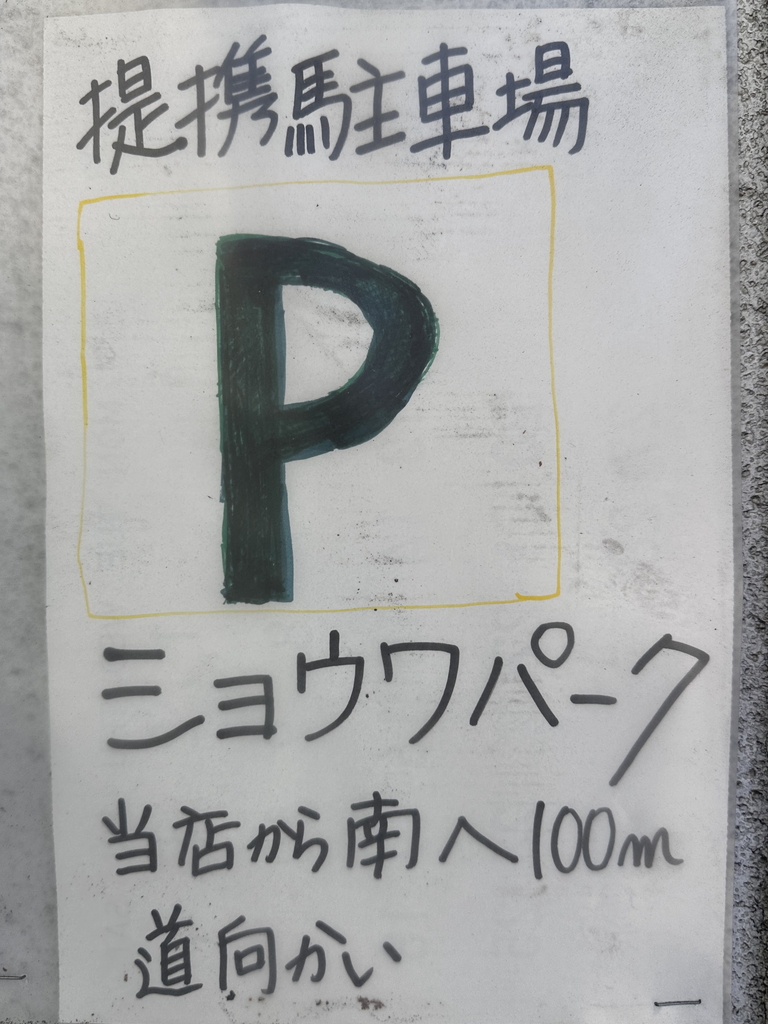 提携駐車場
P
ショウワパーク
当店から南へ100m
道向かい